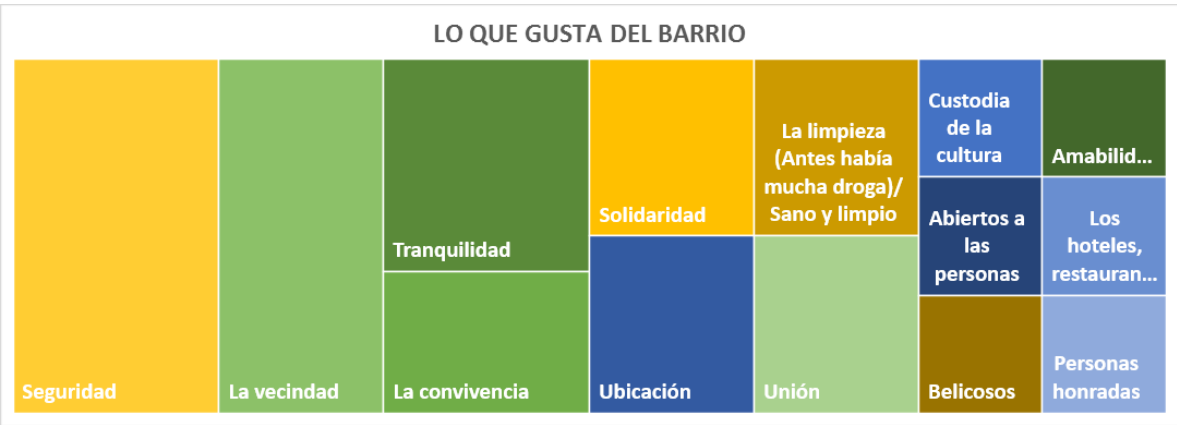 LO QUE GUSTA DEL BARRIO
Seguridad
La vecindad
Tranquilidad
La convivencia
Solidaridad
Ubicación
La limpieza
(Antes había
mucha droga)/
Sano y limpio
Unión
Custodia
de la
cultura
Abiertos a
las
personas
Belicosos
Amabilid...
Los
hoteles,
restauran...
Personas
honradas